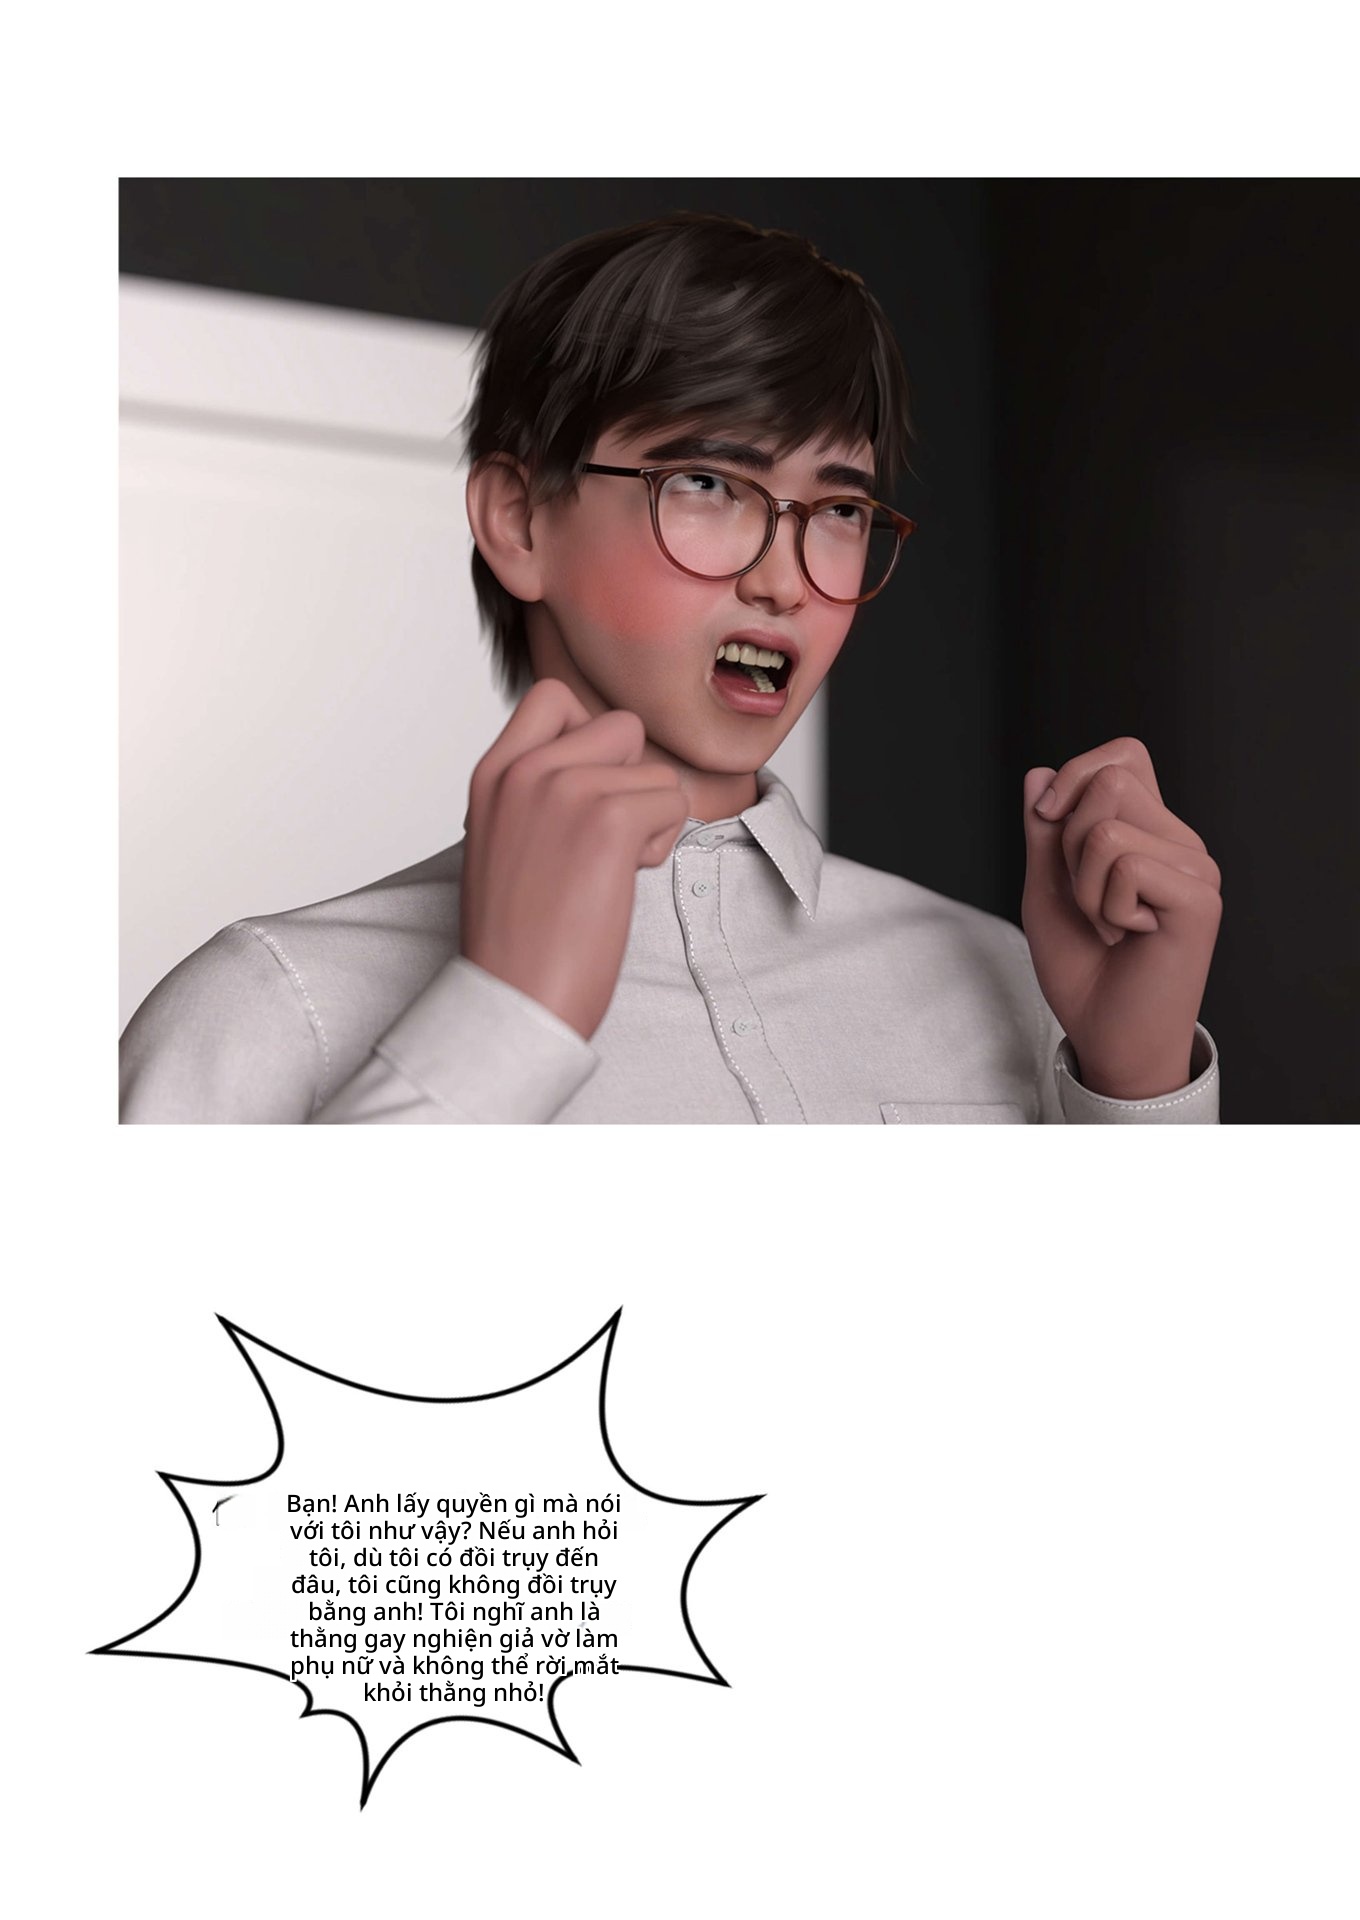 Bạn! Anh lấy quyền gì mà nói
với tôi như vậy? Nếu anh hỏi
tôi, dù tôi có đồi trụy đến
đâu, tôi cũng không đồi trụy
bằng anh! Tôi nghĩ anh là
thằng gay nghiện giả vờ làm
phụ nữ và không thể rời mắt
khỏi thằng nhỏ!